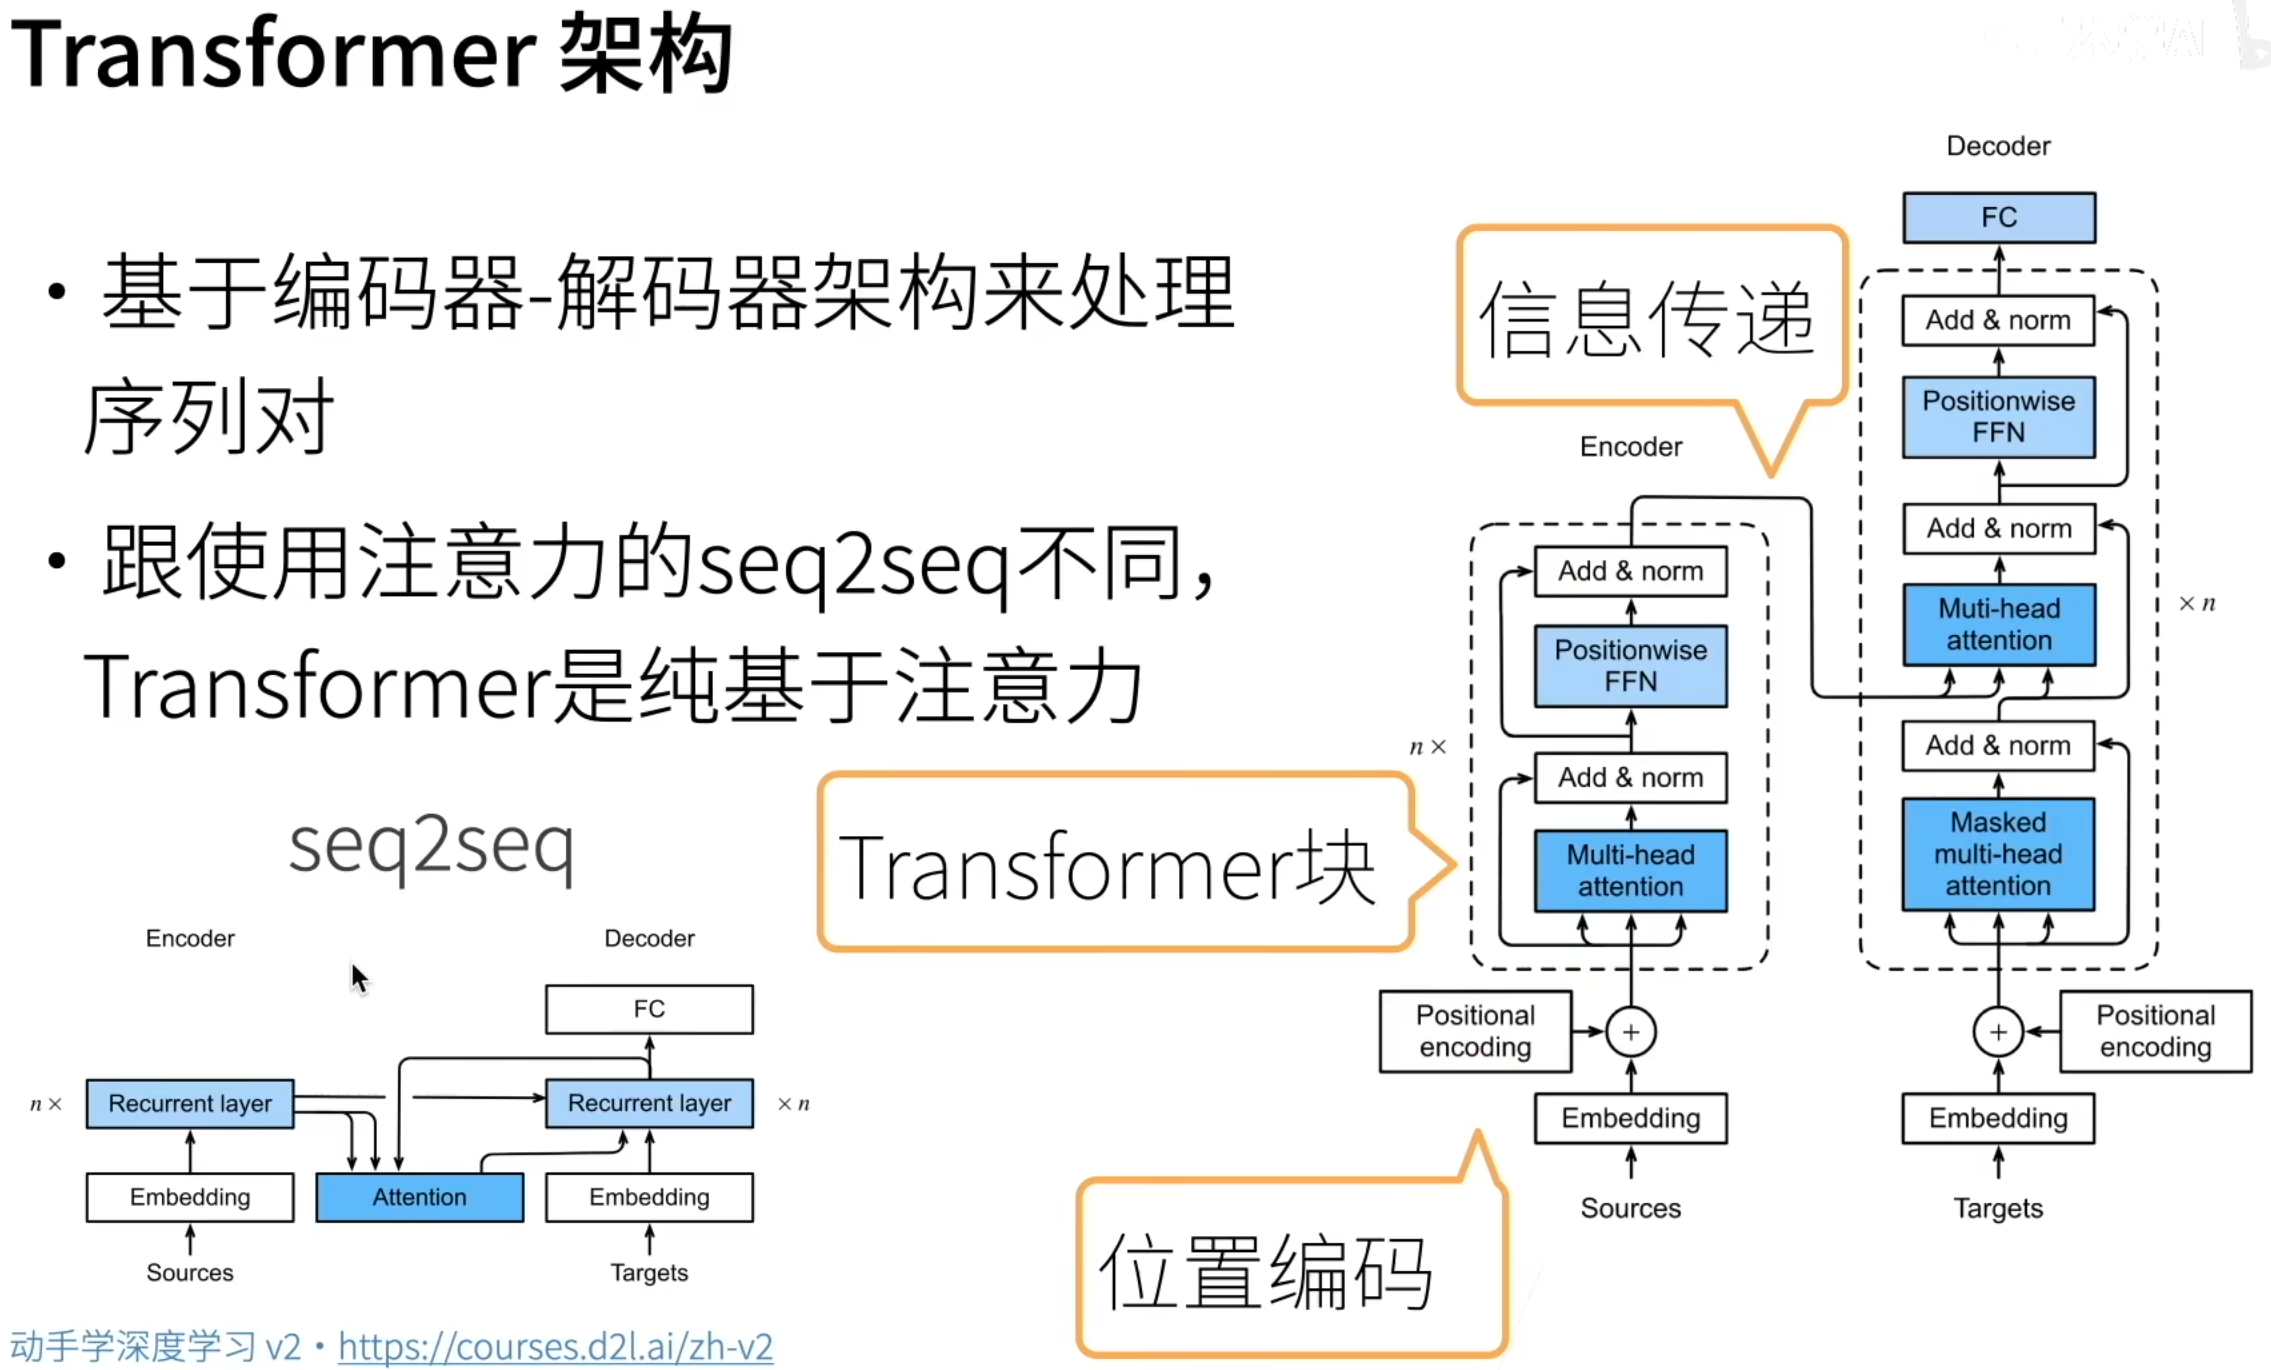 Transformer 架构
• 基于编码器-解码器架构来处理
序列对
• 跟使用注意力的seq2seq不同，
Transformer是纯基于注意力
seq2seq
Encoder
Decoder
FC
n ×
Recurrent layer
Recurrent layer
× n
Embedding
Attention
Embedding
Sources
Targets
信息传递
Transformer块
位置编码
Encoder
Add & norm
Positionwise
FFN
n ×
Add & norm
Multi-head
attention
Positional
encoding
+
Embedding
Sources
Decoder
FC
Add & norm
Positionwise
FFN
Add & norm
Muti-head
attention
× n
Add & norm
Masked
multi-head
attention
+
Positional
encoding
Embedding
Targets
动手学深度学习 v2 • https://courses.d2l.ai/zh-v2